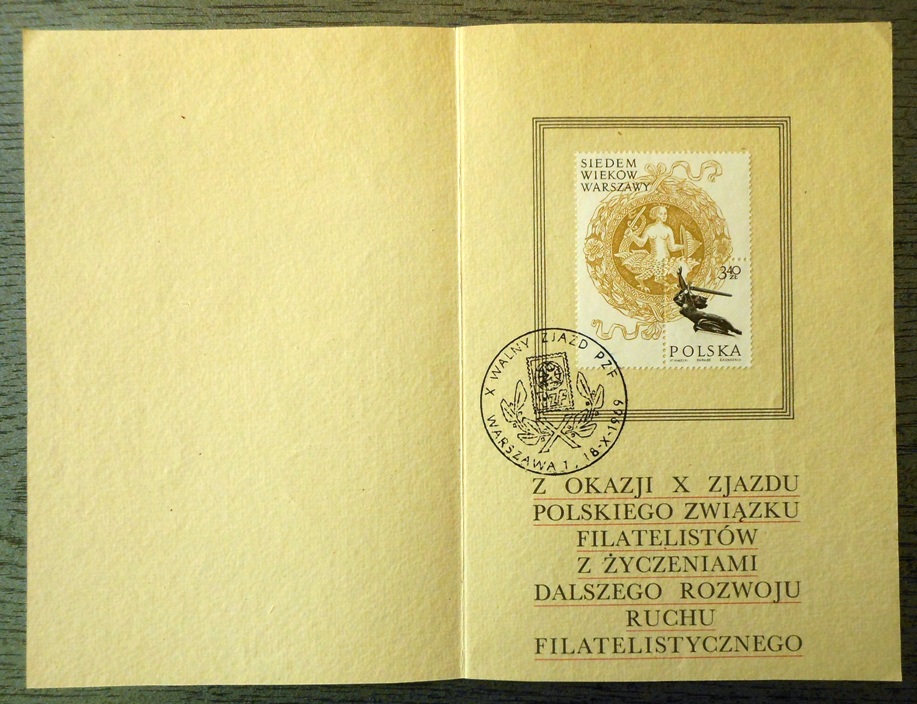 SIEDEM
WIEKÓW
WARSZAWY
3.40
ZŁ
POLSKA
X WALNY ZJAZD PZF
PZF
WARSZAWA 1, 18-X-1969
Z OKAZJI X ZJAZDU
POLSKIEGO ZWIĄZKU
FILATELISTÓW
Z ŻYCZENIAMI
DALSZEGO ROZWOJU
RUCHU
FILATELISTYCZNEGO